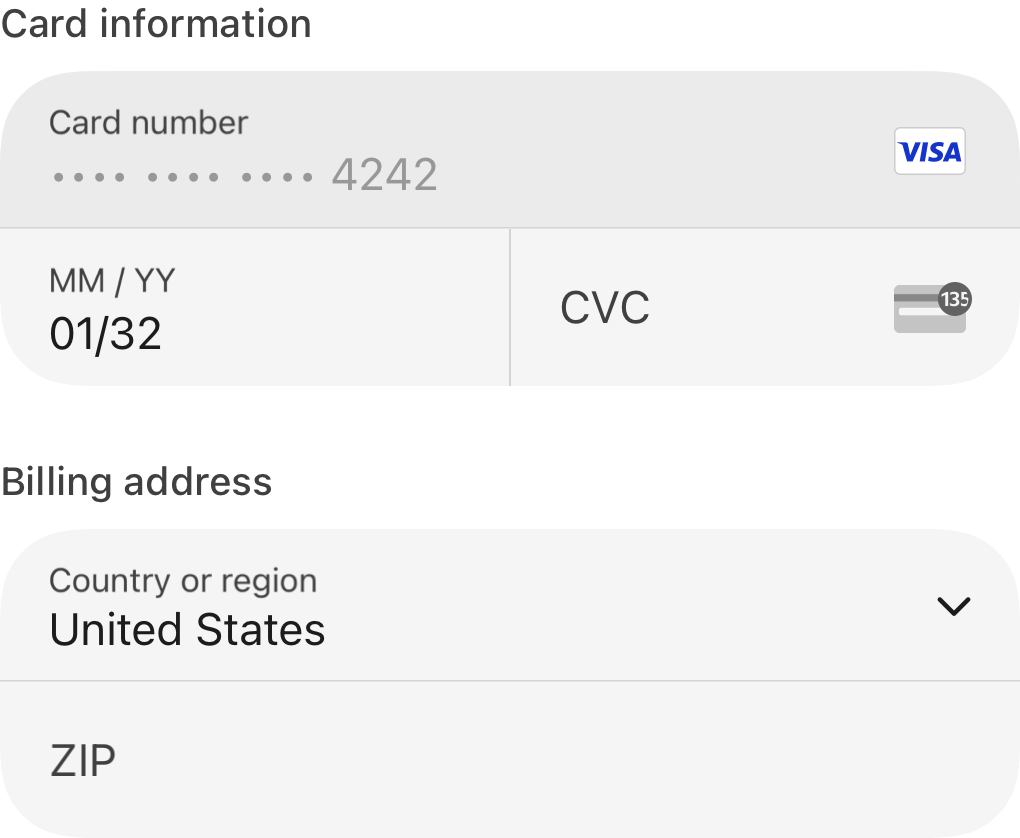 Card information
Card number
•••• •••• •••• 4242
VISA
MM / YY
01/32
CVC
135
Billing address
Country or region
United States
ZIP